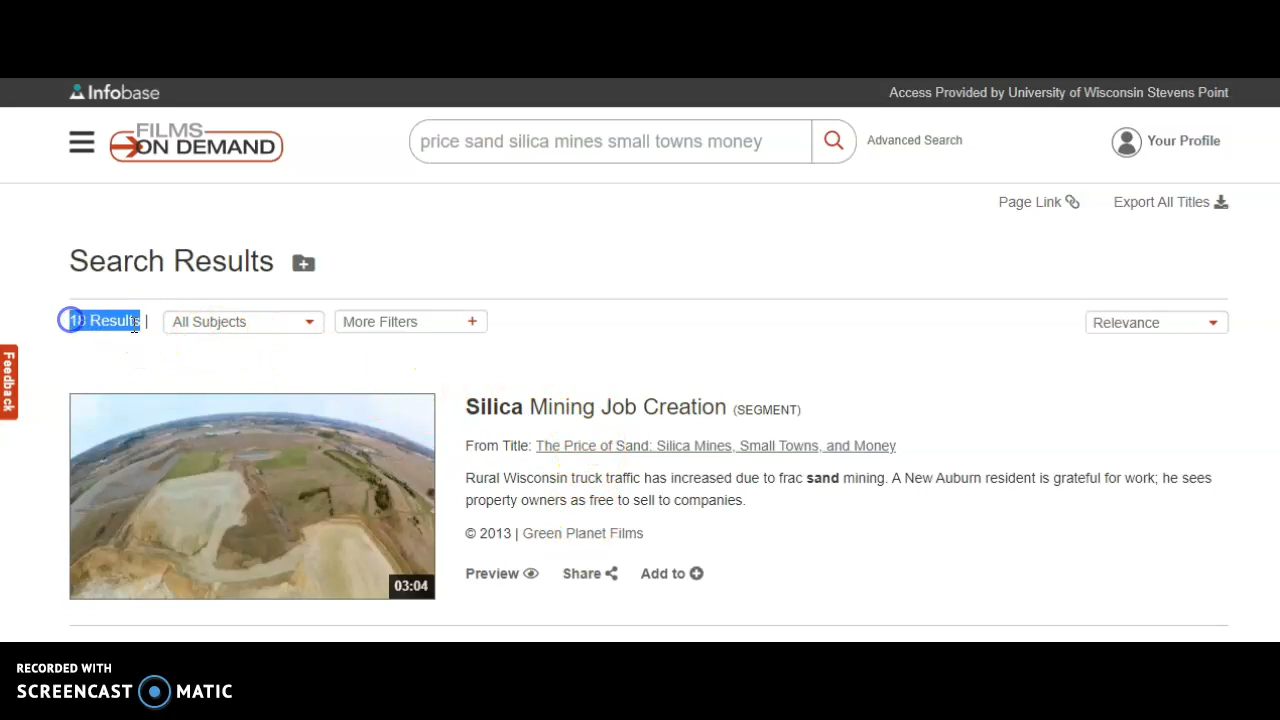 Infobase
Access Provided by University of Wisconsin Stevens Point
FILMS
ON DEMAND
price sand silica mines small towns money
Advanced Search
Your Profile
Page Link
Export All Titles
Search Results
18 Results |
All Subjects
More Filters +
Relevance
Feedback
Silica Mining Job Creation (SEGMENT)
From Title: The Price of Sand: Silica Mines, Small Towns, and Money
Rural Wisconsin truck traffic has increased due to frac sand mining. A New Auburn resident is grateful for work; he sees
property owners as free to sell to companies.
© 2013 | Green Planet Films
03:04
Preview
Share
Add to
RECORDED WITH
SCREENCAST MATIC